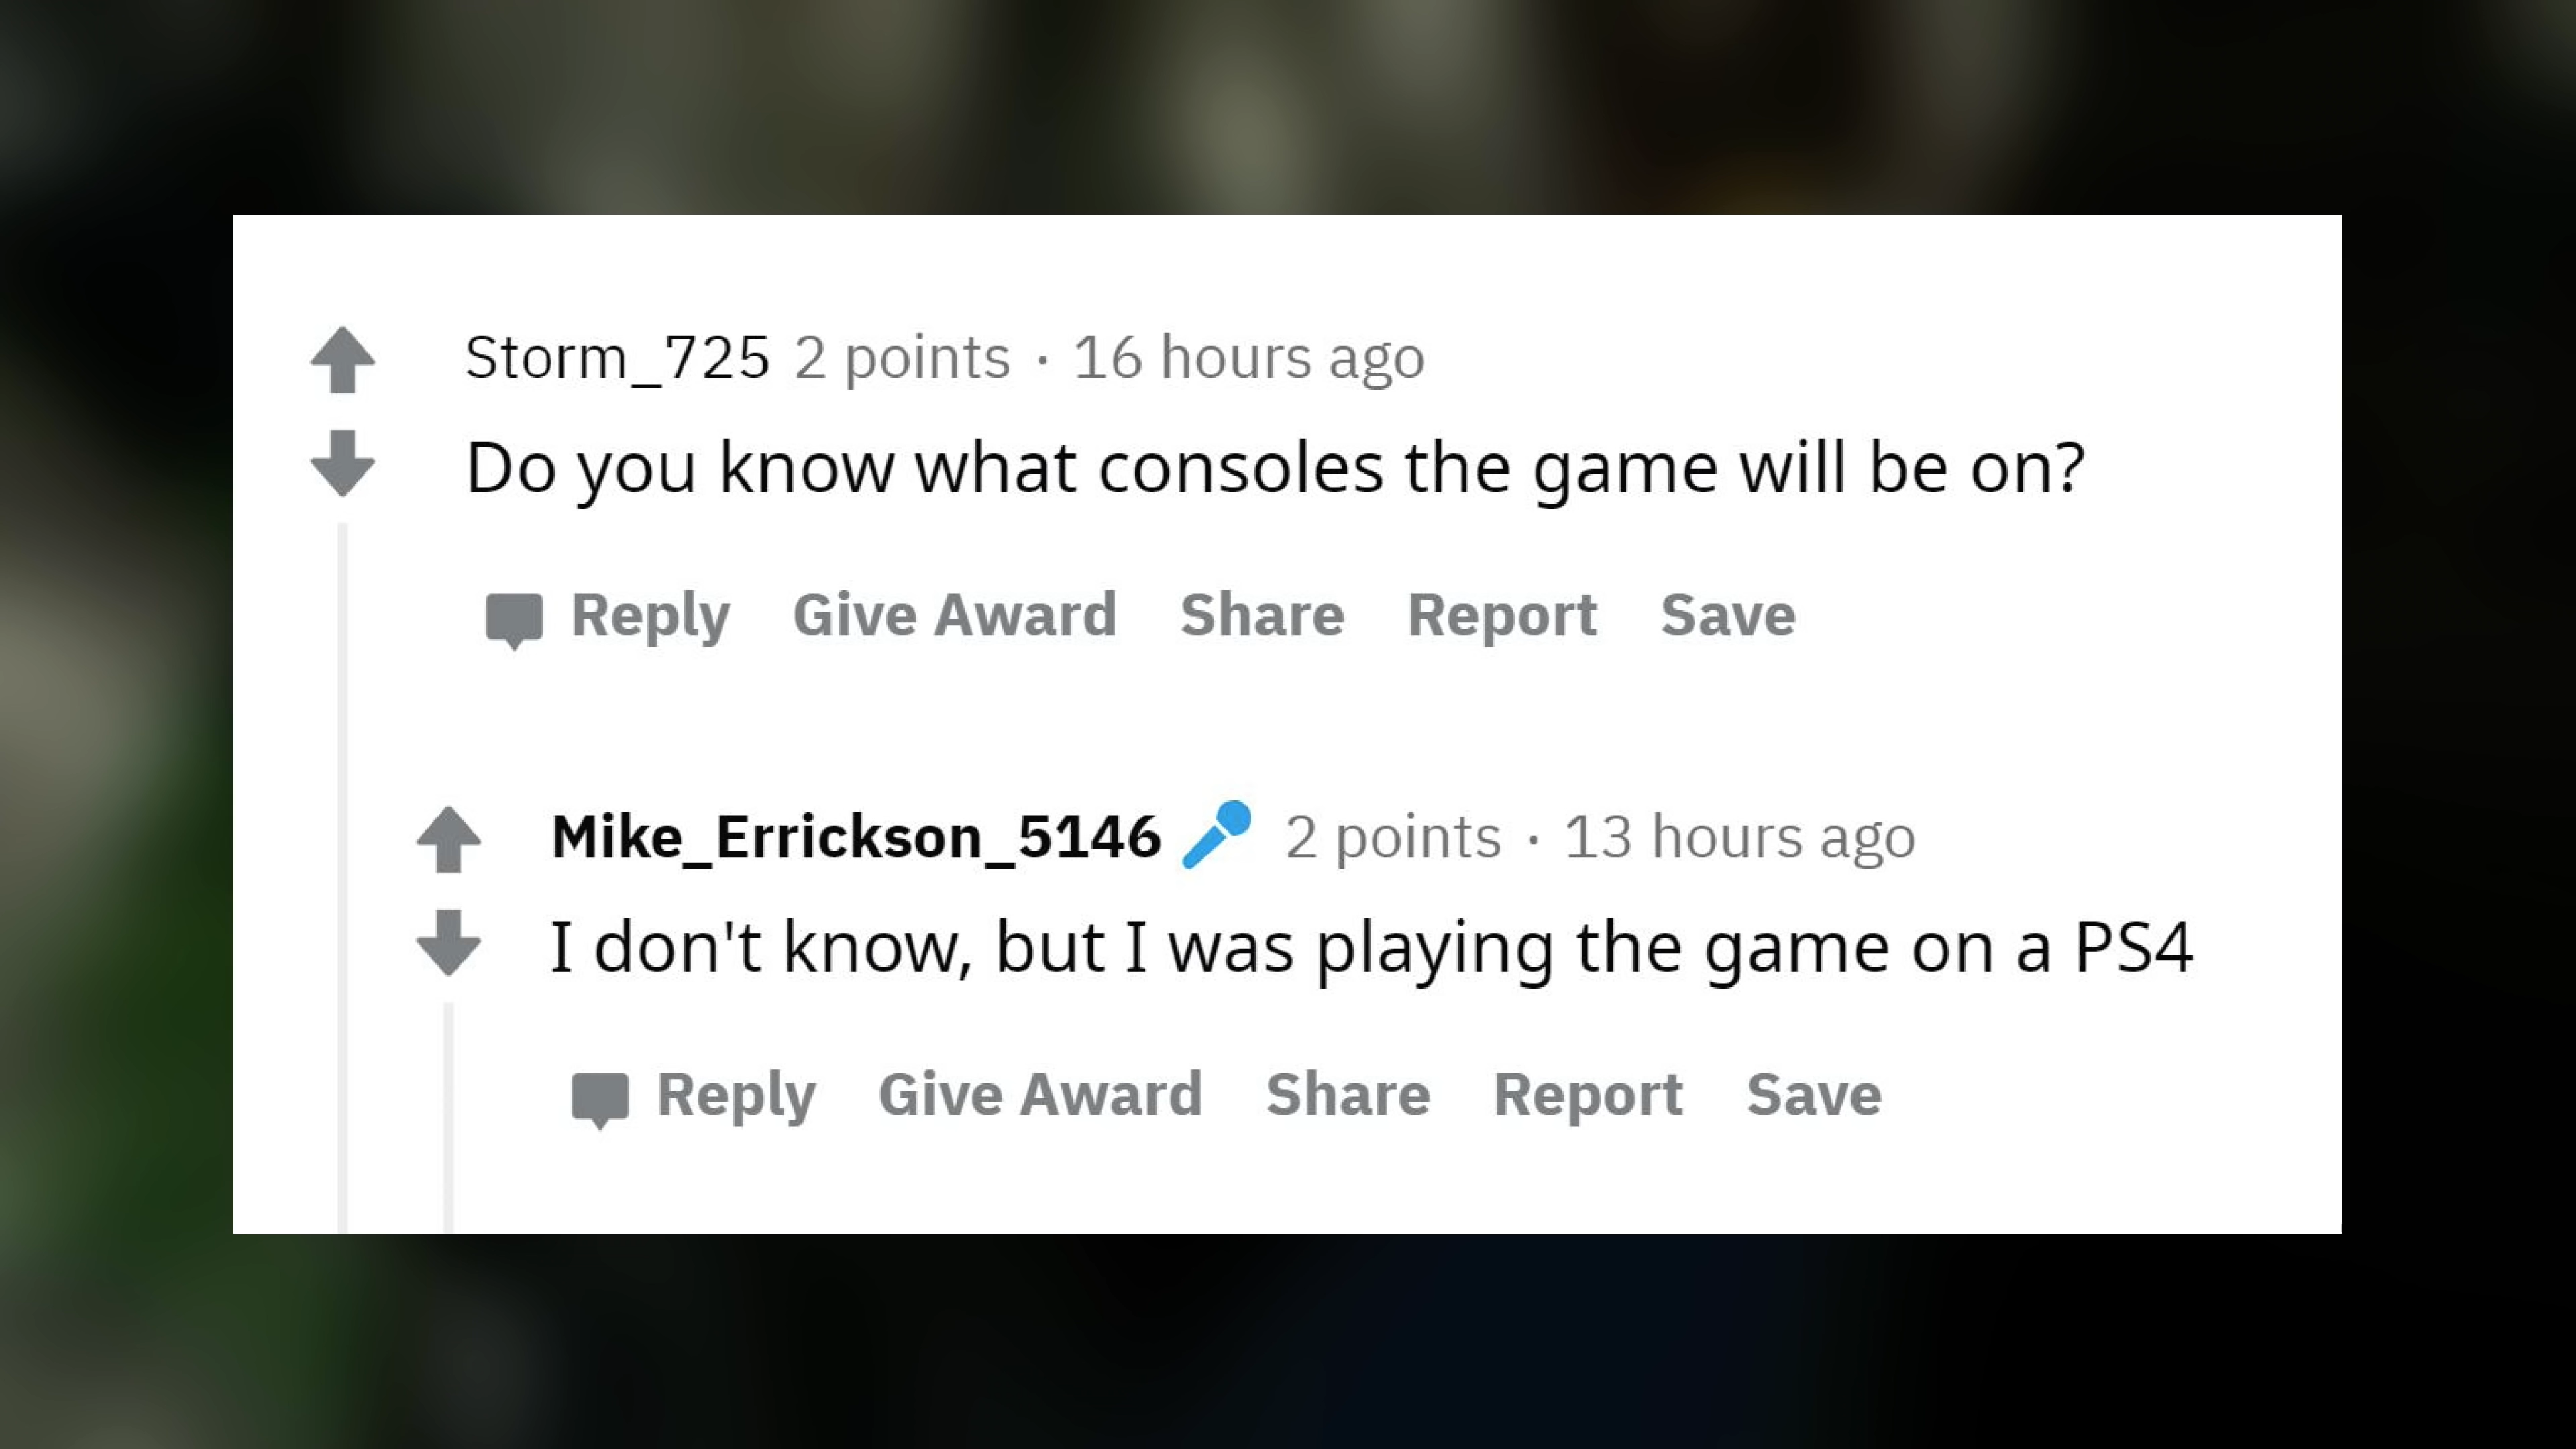 Storm_725 2 points · 16 hours ago
Do you know what consoles the game will be on?
Reply Give Award Share Report Save
Mike_Errickson_5146 🎤 2 points · 13 hours ago
I don't know, but I was playing the game on a PS4
Reply Give Award Share Report Save